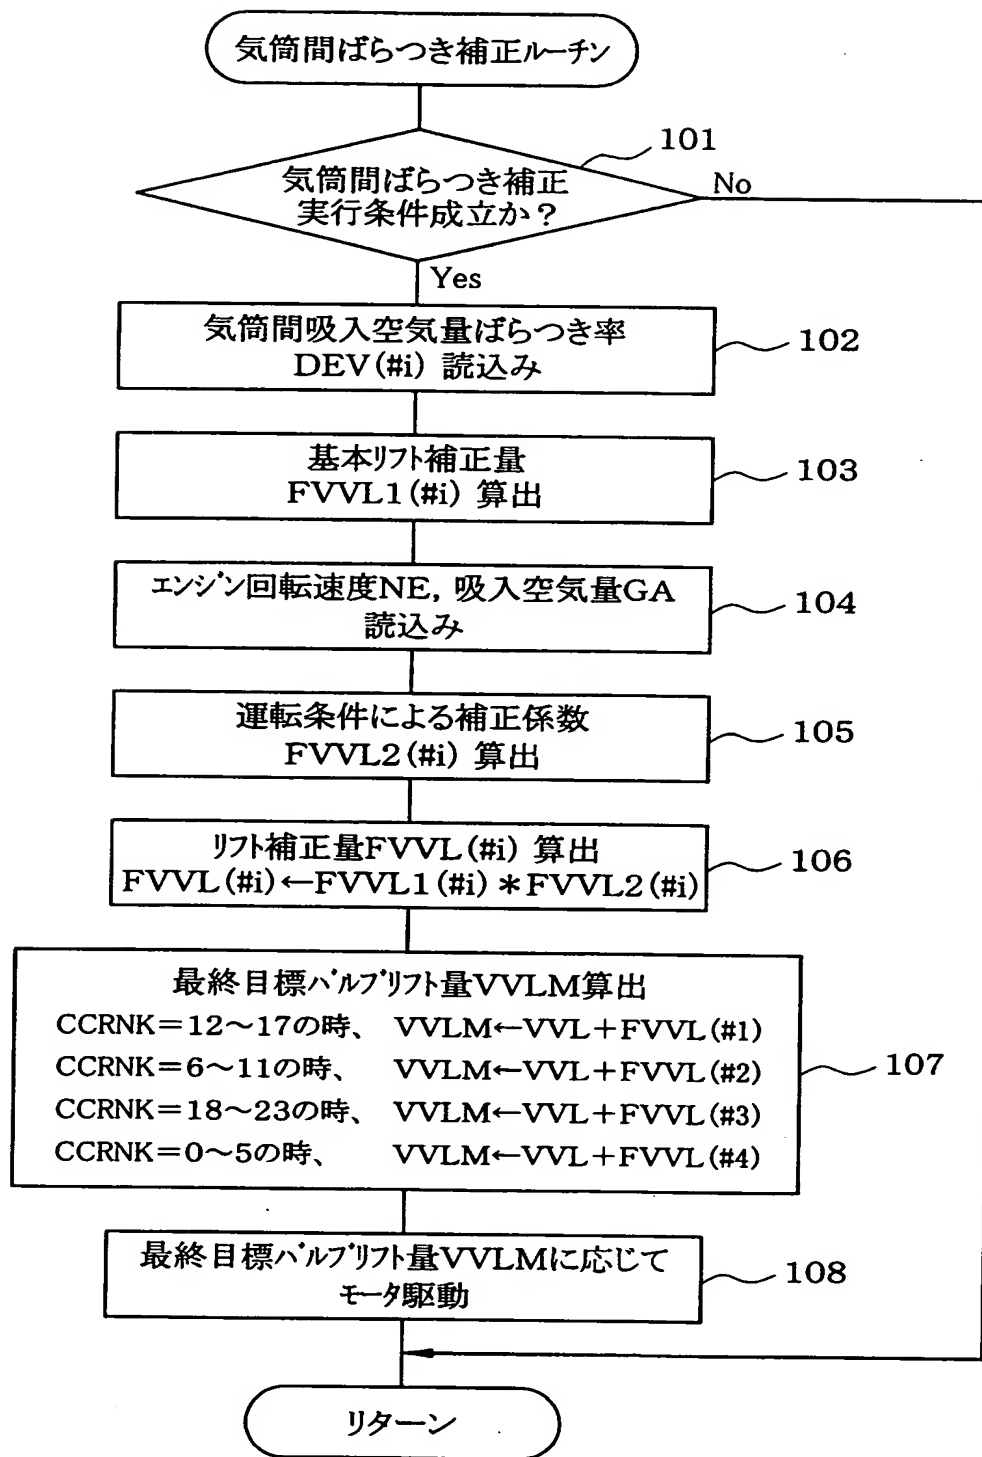 気筒間ばらつき補正ルーチン
101
気筒間ばらつき補正
実行条件成立か？
No
Yes
気筒間吸入空気量ばらつき率
DEV(#i) 読込み
102
基本リフト補正量
FVVL1(#i) 算出
103
エンジン回転速度NE, 吸入空気量GA
読込み
104
運転条件による補正係数
FVVL2(#i) 算出
105
リフト補正量FVVL(#i) 算出
FVVL(#i)←FVVL1(#i)＊FVVL2(#i)
106
最終目標バルブリフト量VVLM算出
CCRNK＝12～17の時、 VVLM←VVL＋FVVL(#1)
CCRNK＝6～11の時、 VVLM←VVL＋FVVL(#2)
CCRNK＝18～23の時、 VVLM←VVL＋FVVL(#3)
CCRNK＝0～5の時、 VVLM←VVL＋FVVL(#4)
107
最終目標バルブリフト量VVLMに応じて
モータ駆動
108
リターン